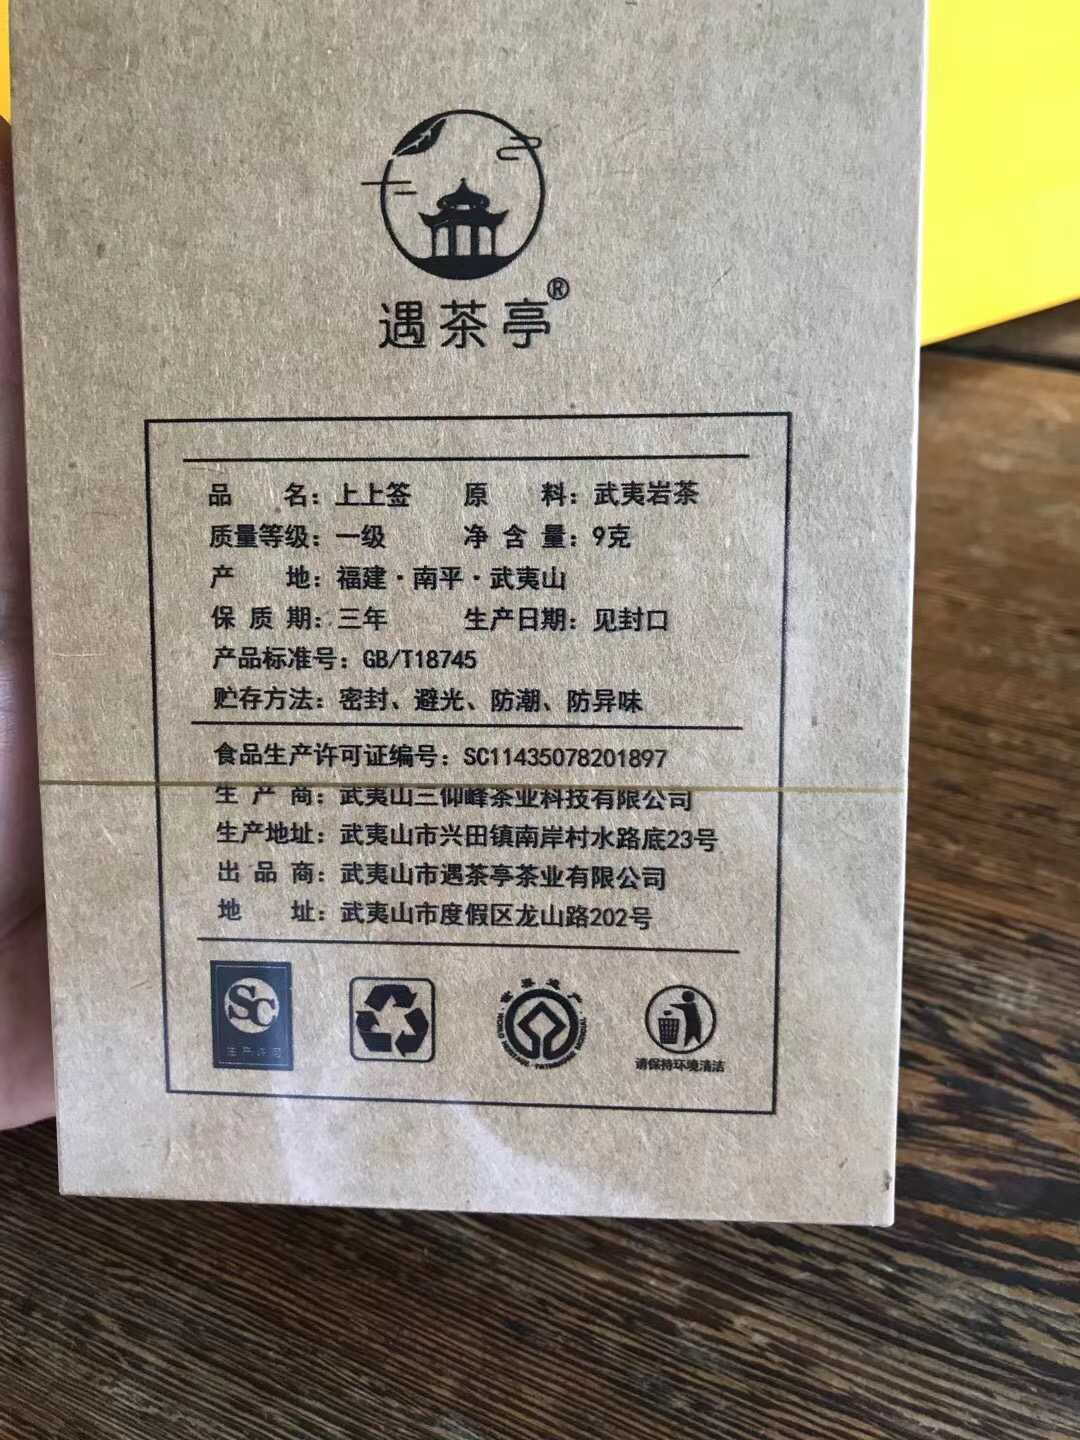 遇茶亭®
品 名：上上签 原 料：武夷岩茶
质量等级：一级 净 含 量：9克
产 地：福建·南平·武夷山
保 质 期：三年 生产日期：见封口
产品标准号：GB/T18745
贮存方法：密封、避光、防潮、防异味
食品生产许可证编号：SC11435078201897
生 产 商：武夷山三仰峰茶业科技有限公司
生产地址：武夷山市兴田镇南岸村水路底23号
出 品 商：武夷山市遇茶亭茶业有限公司
地 址：武夷山市度假区龙山路202号
SC
生产许可
请保持环境清洁